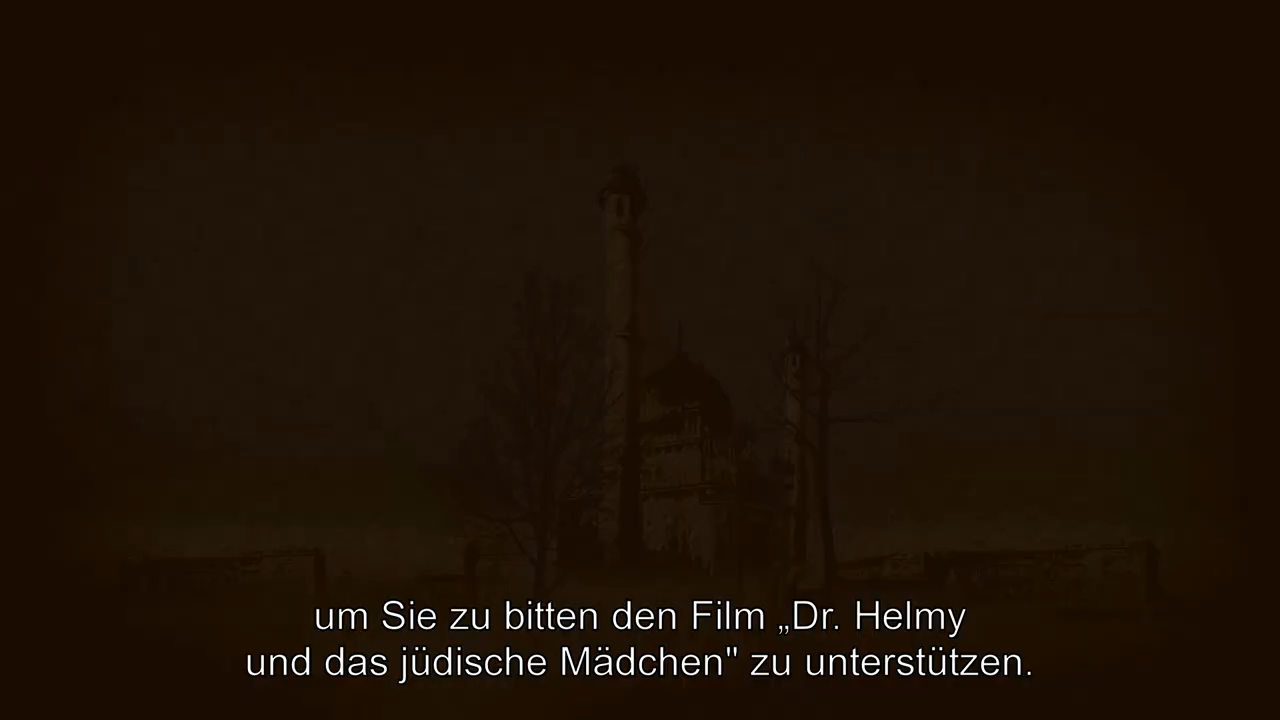 um Sie zu bitten den Film „Dr. Helmy
und das jüdische Mädchen" zu unterstützen.